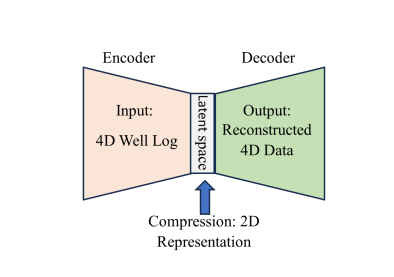 Encoder
Decoder
Input:
4D Well Log
Latent space
Output:
Reconstructed
4D Data
Compression: 2D
Representation